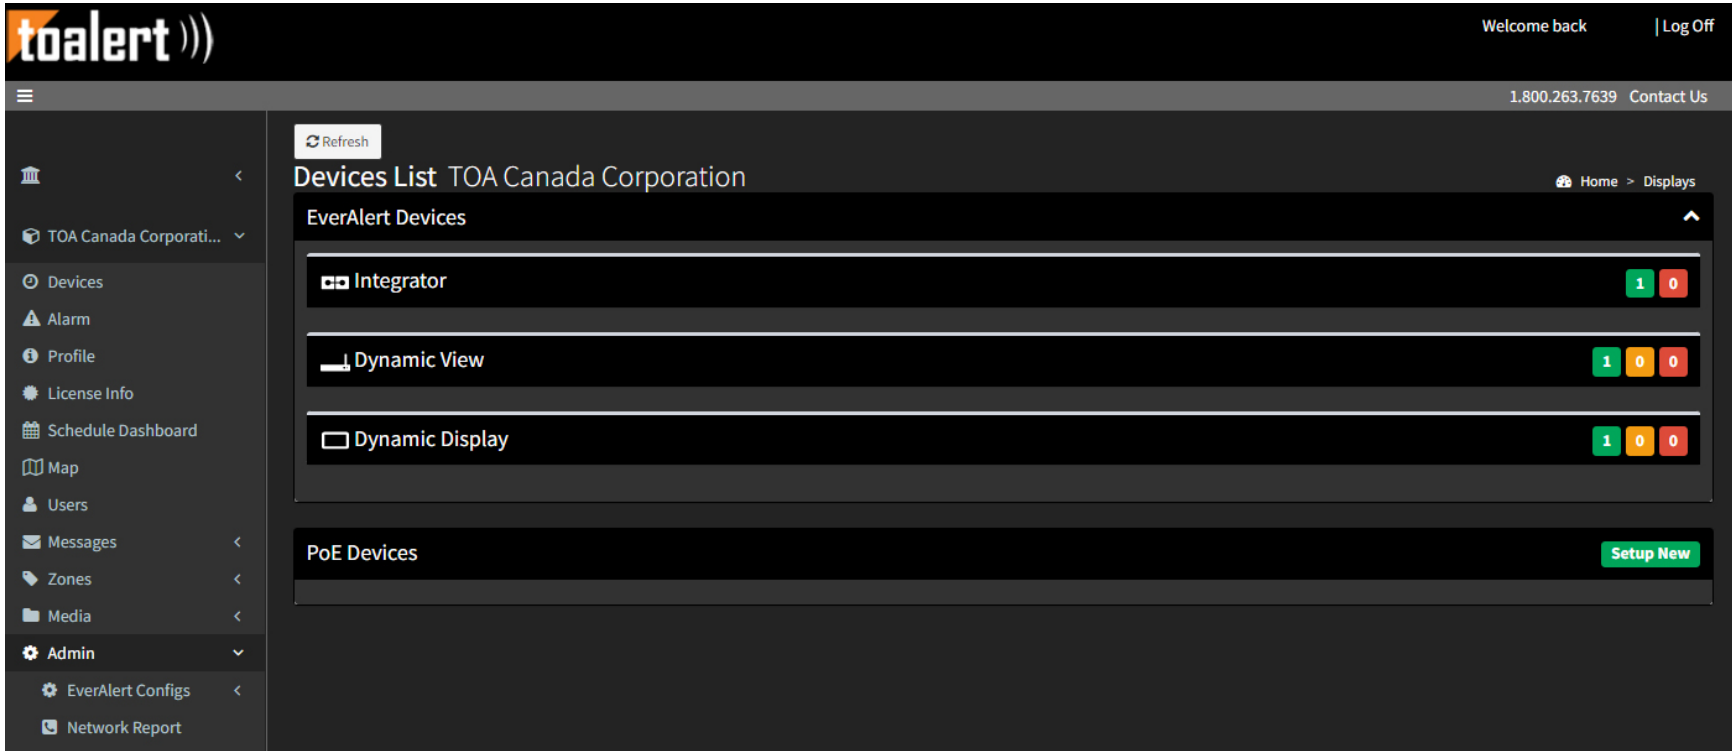 toalert
Welcome back | Log Off
1.800.263.7639 Contact Us
Refresh
Devices List TOA Canada Corporation
Home > Displays
TOA Canada Corporati...
Devices
Alarm
Profile
License Info
Schedule Dashboard
Map
Users
Messages
Zones
Media
Admin
EverAlert Configs
Network Report
EverAlert Devices
Integrator 1 0
Dynamic View 1 0 0
Dynamic Display 1 0 0
PoE Devices Setup New